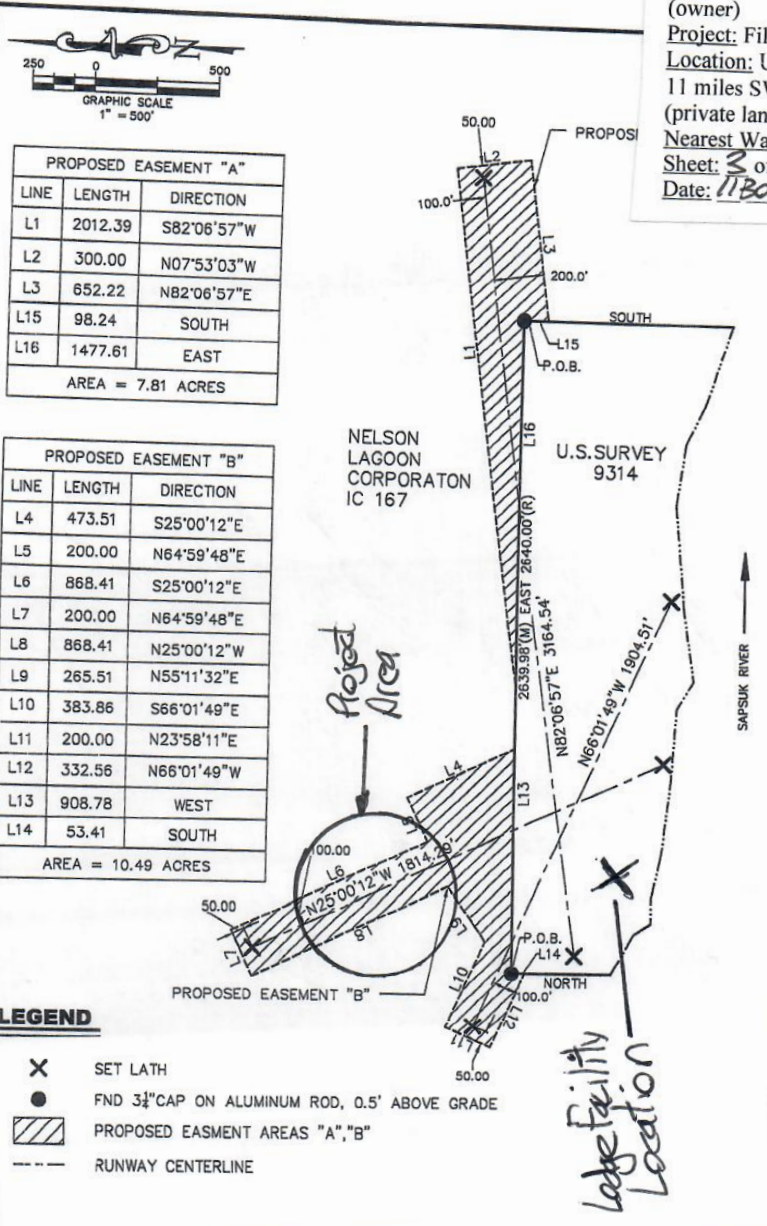 (owner)
Project: Fil
Location: U
11 miles SW
(private lan
Nearest Wa
Sheet: 3 o
Date:
N
250 0 500
GRAPHIC SCALE
1" = 500'
PROPOSED EASEMENT "A"
LINE LENGTH DIRECTION
L1 2012.39 S82°06'57"W
L2 300.00 N07°53'03"W
L3 652.22 N82°06'57"E
L15 98.24 SOUTH
L16 1477.61 EAST
AREA = 7.81 ACRES
PROPOSED EASEMENT "B"
LINE LENGTH DIRECTION
L4 473.51 S25°00'12"E
L5 200.00 N64°59'48"E
L6 868.41 S25°00'12"E
L7 200.00 N64°59'48"E
L8 868.41 N25°00'12"W
L9 265.51 N55°11'32"E
L10 383.86 S66°01'49"E
L11 200.00 N23°58'11"E
L12 332.56 N66°01'49"W
L13 908.78 WEST
L14 53.41 SOUTH
AREA = 10.49 ACRES
50.00
L2
PROPOS
100.0'
L3
200.0'
L1
SOUTH
L15
P.O.B.
L16
NELSON
LAGOON
CORPORATON
IC 167
U.S.SURVEY
9314
2639.98'(M) EAST 2640.00'(R)
N82°06'57"E 3164.54'
N66°01'49"W 1904.51'
SAPSUK RIVER
Project
Area
L4
L13
L5
100.00
L6
N25°00'12"W 1814.29'
50.00
L7
L8
L9
P.O.B.
L14
NORTH
L10
100.0'
L12
L11
50.00
PROPOSED EASEMENT "B"
Lodge Facility
Location
LEGEND
SET LATH
FND 3¼"CAP ON ALUMINUM ROD, 0.5' ABOVE GRADE
PROPOSED EASMENT AREAS "A","B"
RUNWAY CENTERLINE